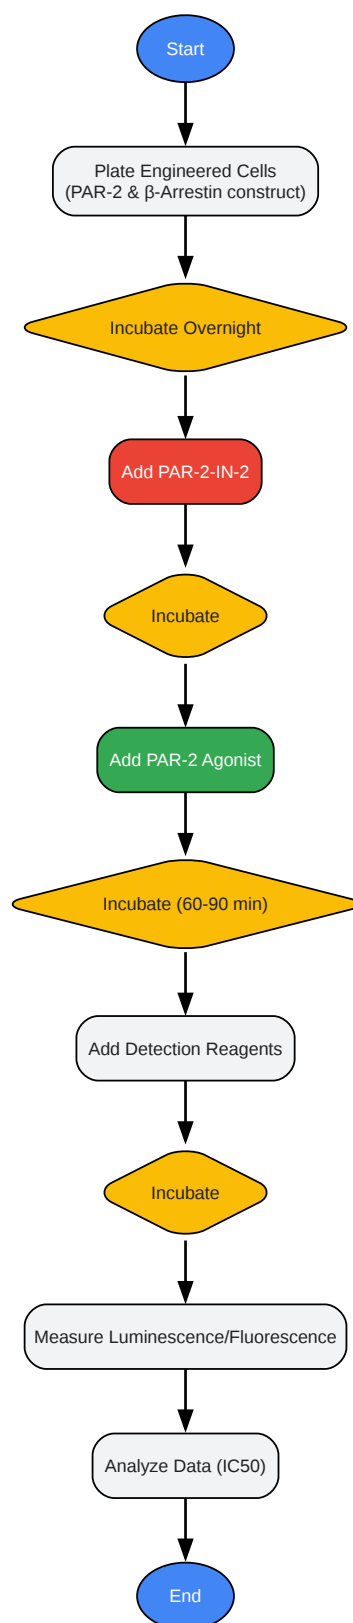 Start
Plate Engineered Cells
(PAR-2 & β-Arrestin construct)
Incubate Overnight
Add PAR-2-IN-2
Incubate
Add PAR-2 Agonist
Incubate (60-90 min)
Add Detection Reagents
Incubate
Measure Luminescence/Fluorescence
Analyze Data (IC50)
End